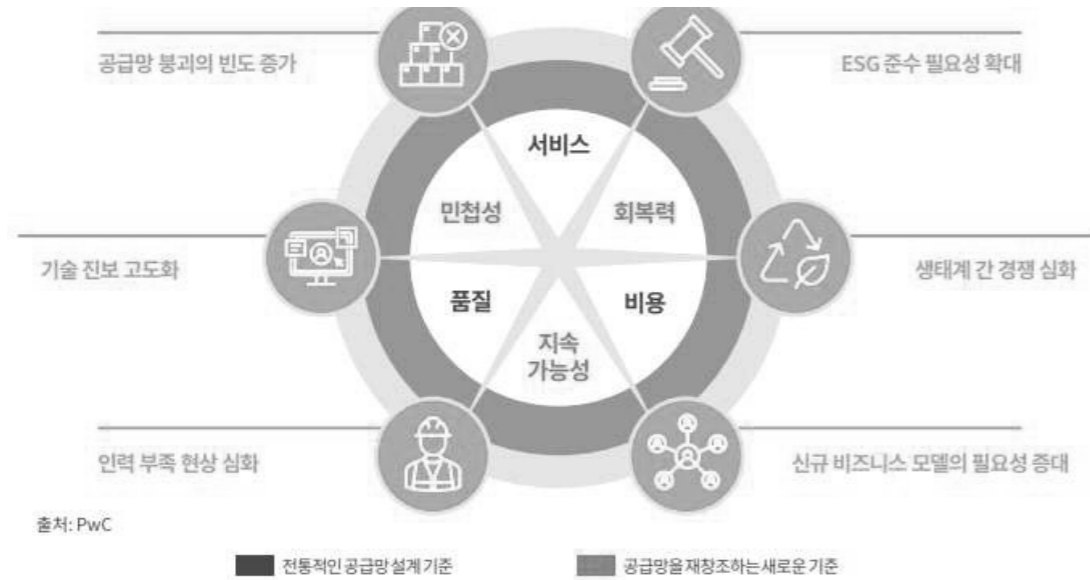 공급망 붕괴의 빈도 증가
ESG 준수 필요성 확대
서비스
민첩성
회복력
기술 진보 고도화
생태계 간 경쟁 심화
품질
비용
지속
가능성
인력 부족 현상 심화
신규 비즈니스 모델의 필요성 증대
출처: PwC
전통적인 공급망 설계 기준
공급망을 재창조하는 새로운 기준